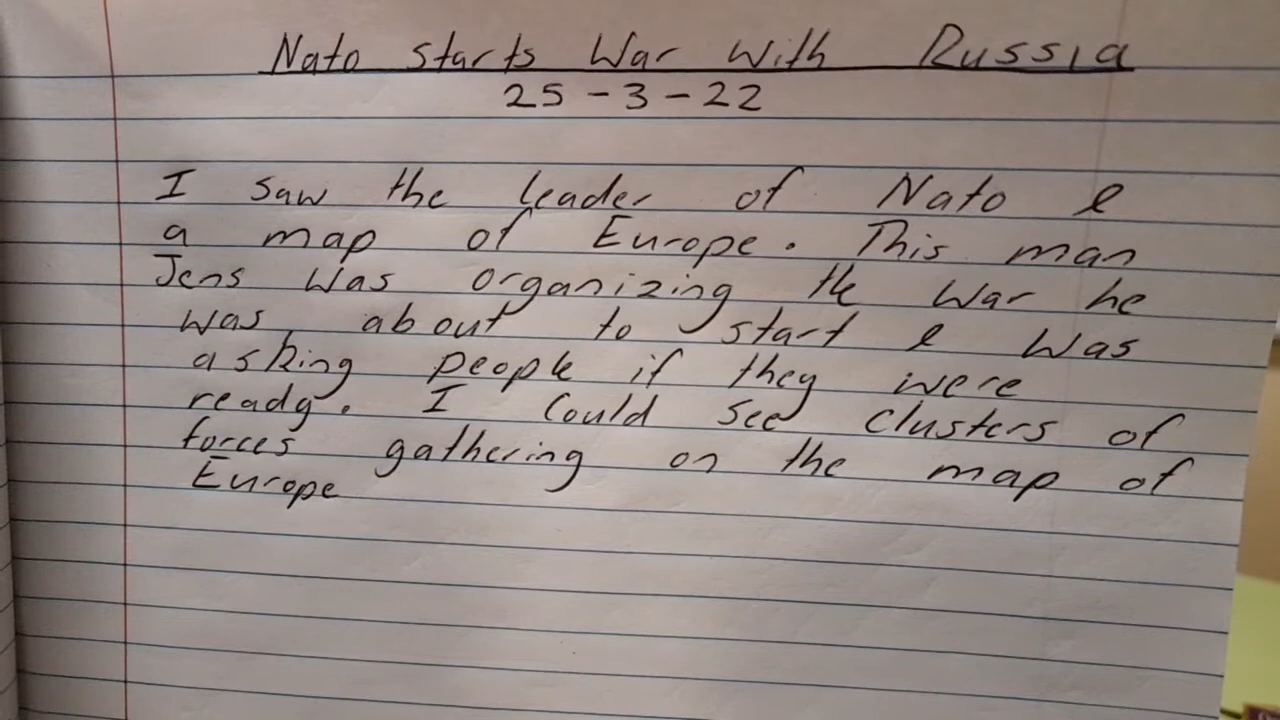 Nato starts War With Russia
25-3-22
I saw the leader of Nato &
a map of Europe. This man
Jens Was organizing the War he
was about to start & Was
asking people if they were
ready. I Could see Clusters of
forces gathering on the map of
Europe